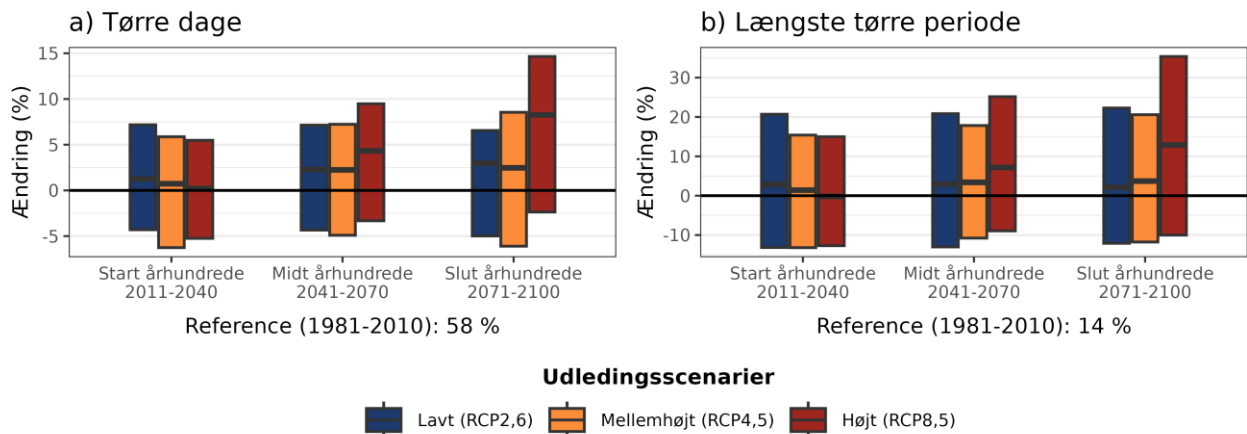 a) Tørre dage
Ændring (%)
15
10
5
0
-5
Start århundrede
2011-2040
Midt århundrede
2041-2070
Slut århundrede
2071-2100
Reference (1981-2010): 58 %
b) Længste tørre periode
Ændring (%)
30
20
10
0
-10
Start århundrede
2011-2040
Midt århundrede
2041-2070
Slut århundrede
2071-2100
Reference (1981-2010): 14 %
Udledingsscenarier
Lavt (RCP2,6)
Mellemhøjt (RCP4,5)
Højt (RCP8,5)